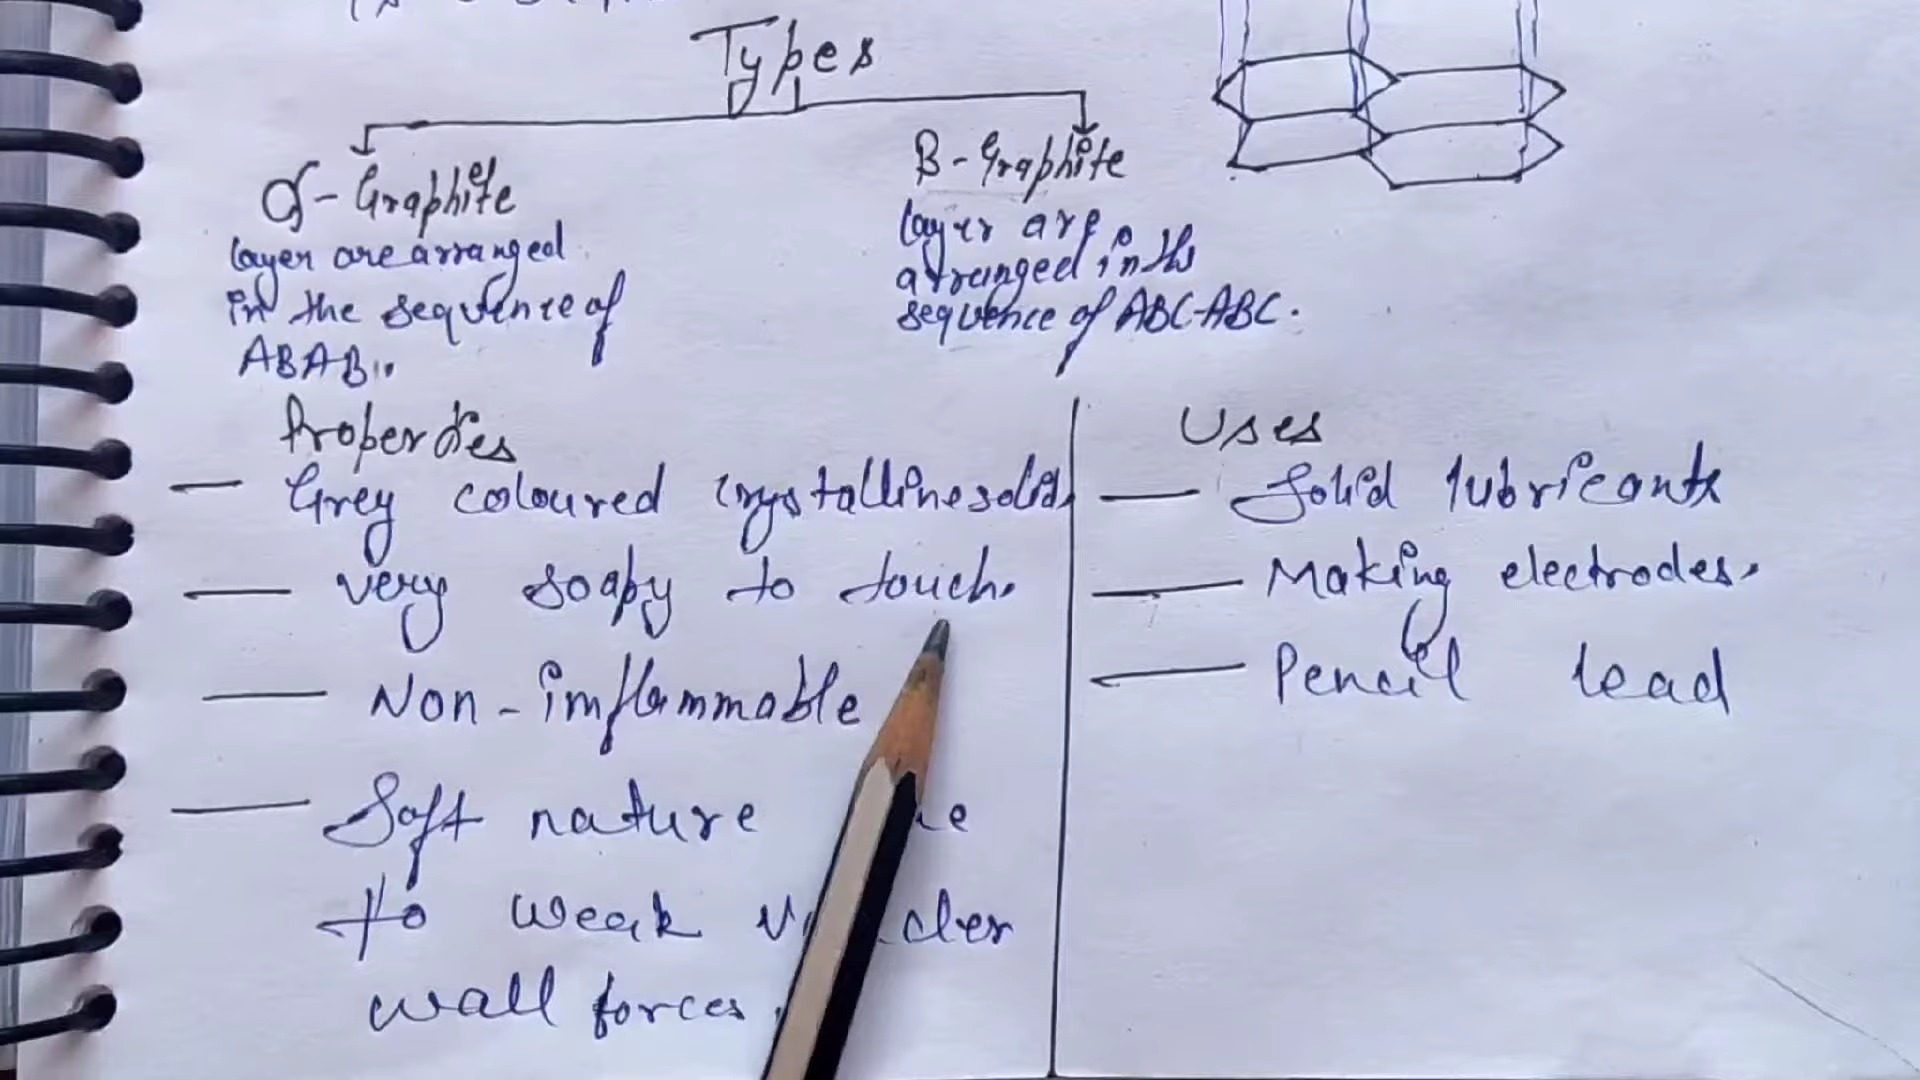 Types
α-Graphite
layer are arranged
in the sequence of
ABAB..
B-Graphite
layer are
arranged in the
sequence of ABC-ABC.
Properties
— Grey coloured crystalline solid
— very soapy to touch.
— Non-imflammable
— Soft nature
to weak
wall forces.
Uses
— Solid lubricants
— Making electrodes.
— Pencil lead